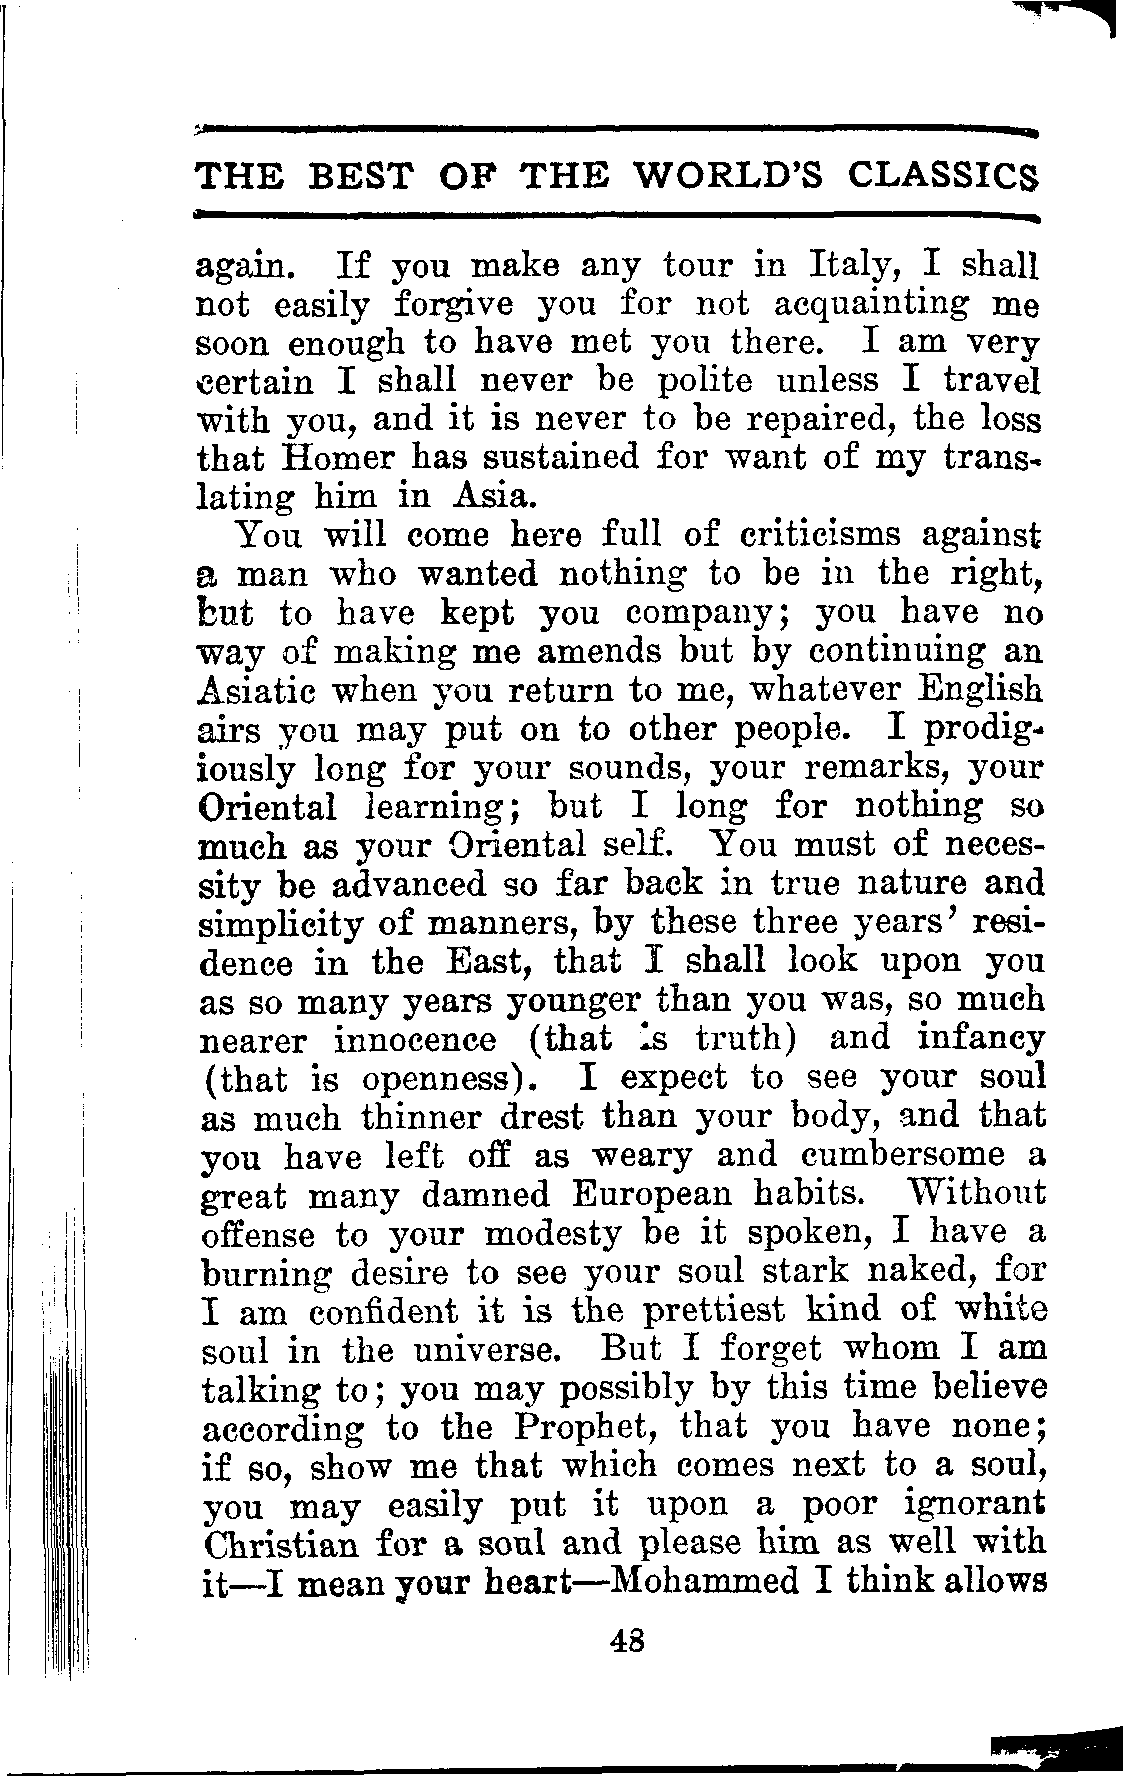 THE BEST OF THE WORLD'S CLASSICS
again. If you make any tour in Italy, I shall
not easily forgive you for not acquainting me
soon enough to have met you there. I am very
certain I shall never be polite unless I travel
with you, and it is never to be repaired, the loss
that Homer has sustained for want of my trans-
lating him in Asia.
You will come here full of criticisms against
a man who wanted nothing to be in the right,
but to have kept you company; you have no
way of making me amends but by continuing an
Asiatic when you return to me, whatever English
airs you may put on to other people. I prodig-
iously long for your sounds, your remarks, your
Oriental learning; but I long for nothing so
much as your Oriental self. You must of neces-
sity be advanced so far back in true nature and
simplicity of manners, by these three years' resi-
dence in the East, that I shall look upon you
as so many years younger than you was, so much
nearer innocence (that is truth) and infancy
(that is openness). I expect to see your soul
as much thinner drest than your body, and that
you have left off as weary and cumbersome a
great many damned European habits. Without
offense to your modesty be it spoken, I have a
burning desire to see your soul stark naked, for
I am confident it is the prettiest kind of white
soul in the universe. But I forget whom I am
talking to; you may possibly by this time believe
according to the Prophet, that you have none;
if so, show me that which comes next to a soul,
you may easily put it upon a poor ignorant
Christian for a soul and please him as well with
it—I mean your heart—Mohammed I think allows
48